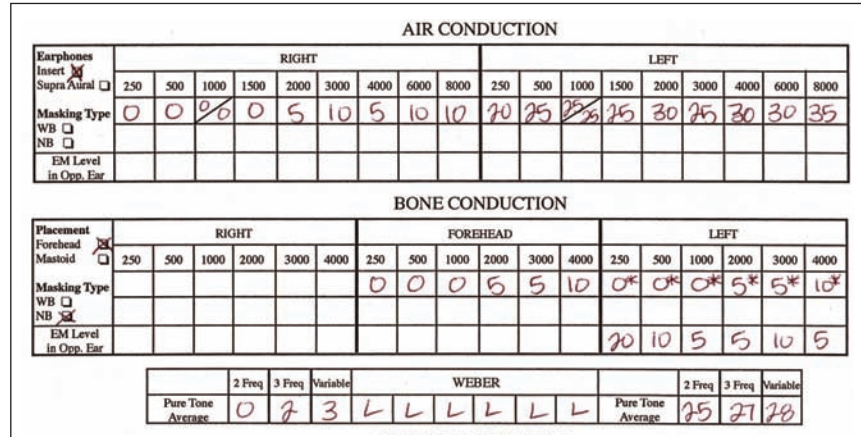 AIR CONDUCTION
Earphones RIGHT LEFT
Insert
Supra Aural 250 500 1000 1500 2000 3000 4000 6000 8000 250 500 1000 1500 2000 3000 4000 6000 8000
Masking Type 0 0 0/0 0 5 10 5 10 10 20 25 25/25 25 30 25 30 30 35
WB
NB
EM Level
in Opp. Ear
BONE CONDUCTION
Placement RIGHT FOREHEAD LEFT
Forehead
Mastoid 250 500 1000 2000 3000 4000 250 500 1000 2000 3000 4000 250 500 1000 2000 3000 4000
Masking Type 0 0 0 5 5 10 0* 0* 0* 5* 5* 10*
WB
NB
EM Level
in Opp. Ear 20 10 5 5 10 5
2 Freq 3 Freq Variable WEBER 2 Freq 3 Freq Variable
Pure Tone
Average 0 2 3 L L L L L L Pure Tone
Average 25 27 28